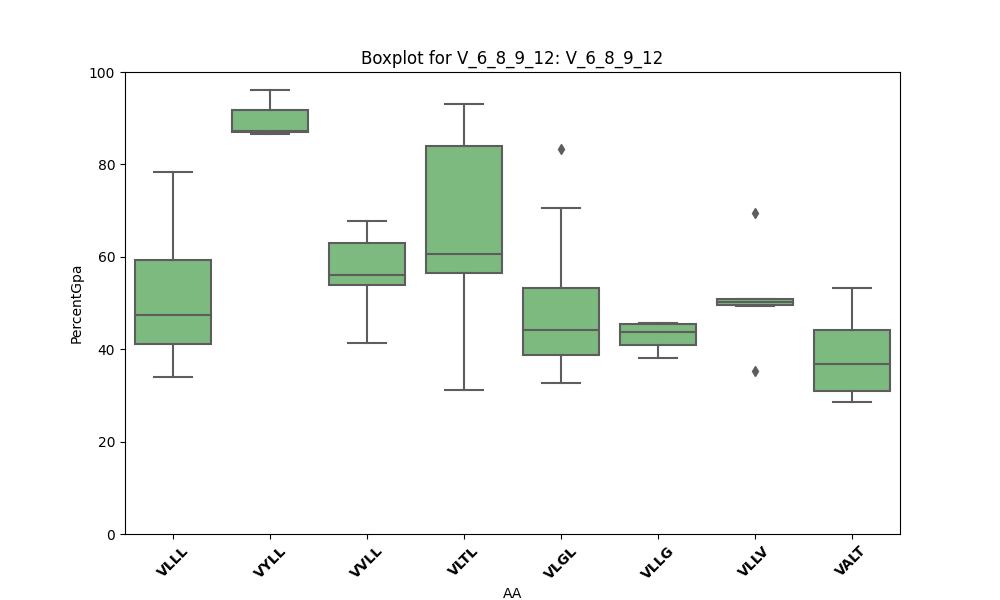 Boxplot for V_6_8_9_12: V_6_8_9_12
100
80
60
40
20
0
PercentGpa
VLLL VYLL VVLL VLTL VLGL VLLG VLLV VALT
AA